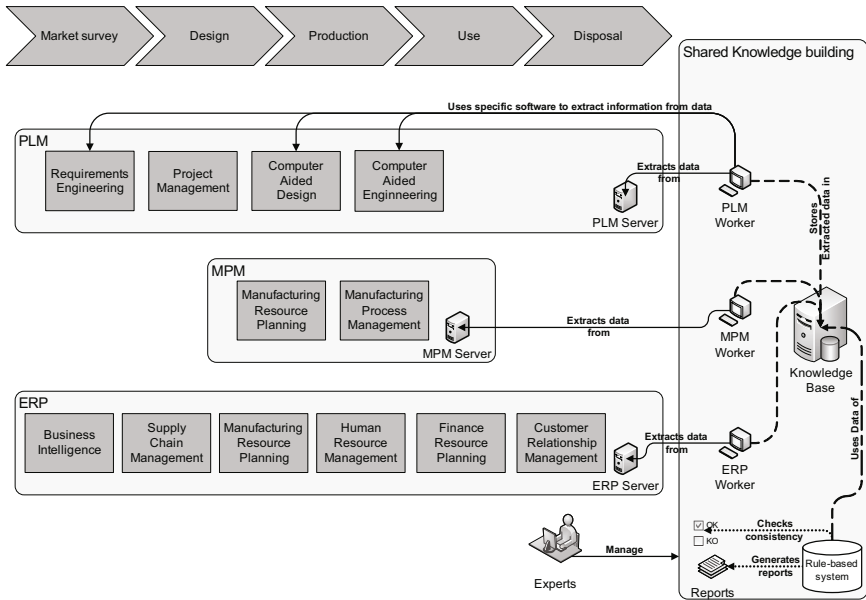 Market survey
Design
Production
Use
Disposal
Shared Knowledge building
Uses specific software to extract information from data
PLM
Requirements
Engineering
Project
Management
Computer
Aided
Design
Computer
Aided
Enginneering
PLM Server
Extracts data
from
PLM
Worker
Stores
Extracted data in
MPM
Manufacturing
Resource
Planning
Manufacturing
Process
Management
MPM Server
Extracts data
from
MPM
Worker
Knowledge
Base
ERP
Business
Intelligence
Supply
Chain
Management
Manufacturing
Resource
Planning
Human
Resource
Management
Finance
Resource
Planning
Customer
Relationship
Management
ERP Server
Extracts data
from
ERP
Worker
Uses Data of
Experts
Manage
OK
KO
Checks
consistency
Generates
reports
Reports
Rule-based
system